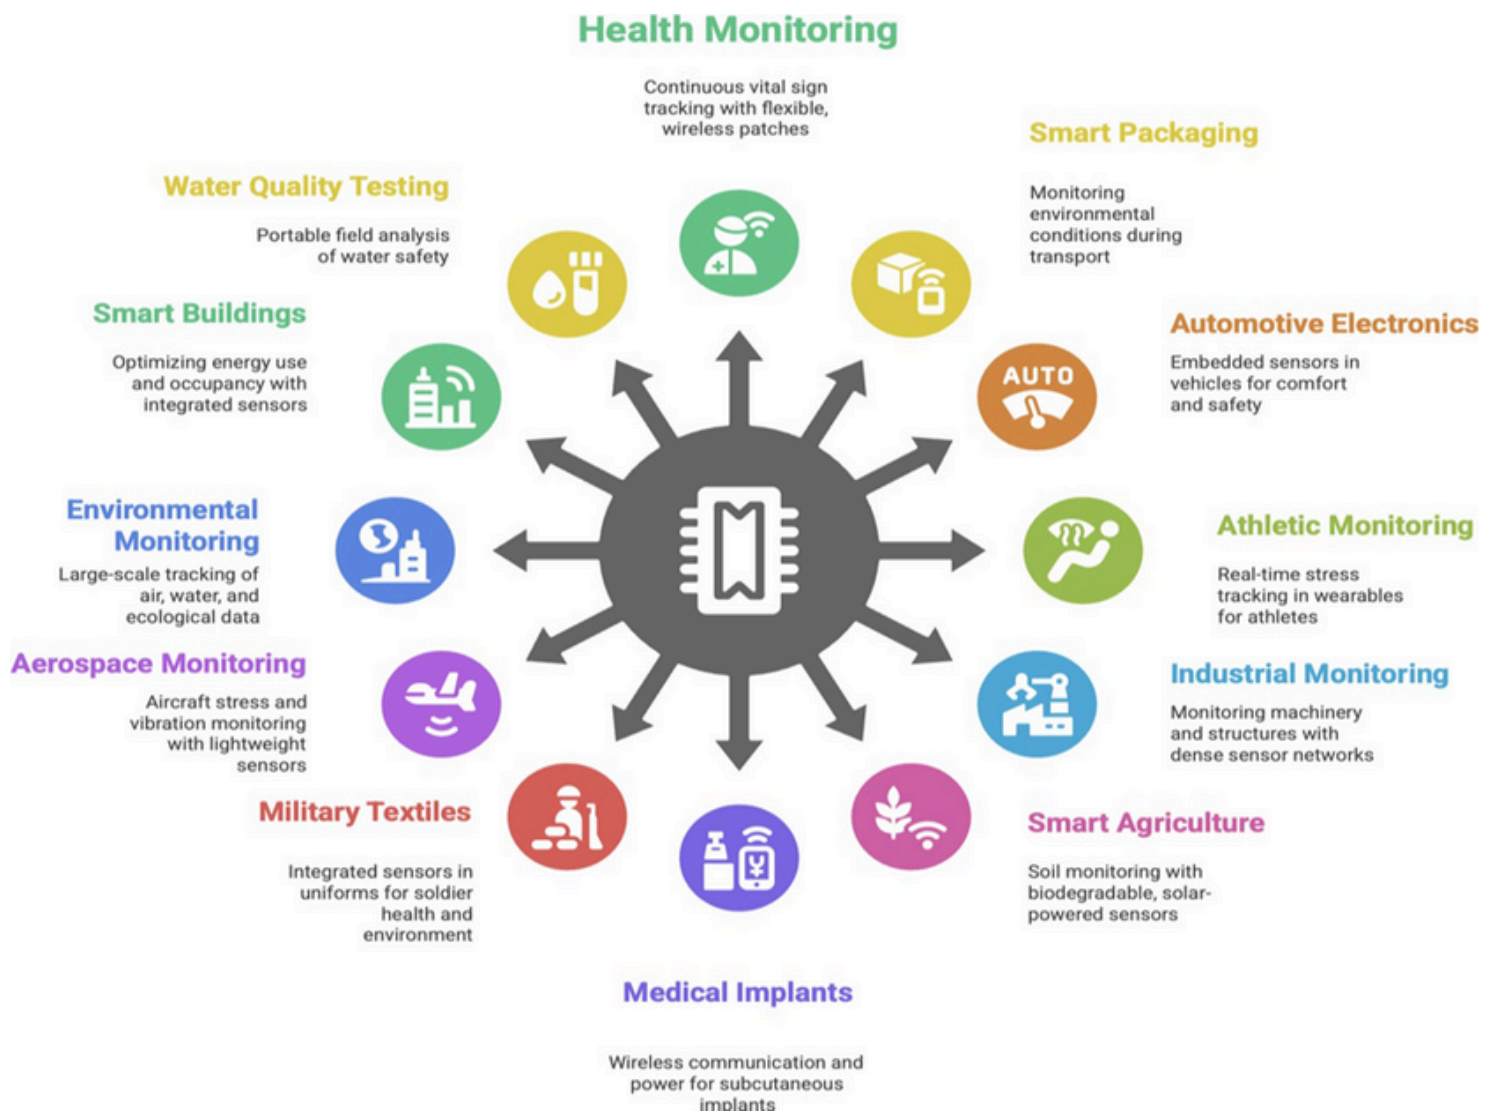 Health Monitoring
Continuous vital sign
tracking with flexible,
wireless patches
Smart Packaging
Monitoring
environmental
conditions during
transport
Automotive Electronics
Embedded sensors in
vehicles for comfort
and safety
AUTO
Athletic Monitoring
Real-time stress
tracking in wearables
for athletes
Industrial Monitoring
Monitoring machinery
and structures with
dense sensor networks
Smart Agriculture
Soil monitoring with
biodegradable, solar-
powered sensors
Medical Implants
Wireless communication and
power for subcutaneous
implants
¥
Military Textiles
Integrated sensors in
uniforms for soldier
health and
environment
Aerospace Monitoring
Aircraft stress and
vibration monitoring
with lightweight
sensors
Environmental
Monitoring
Large-scale tracking of
air, water, and
ecological data
Smart Buildings
Optimizing energy use
and occupancy with
integrated sensors
Water Quality Testing
Portable field analysis
of water safety